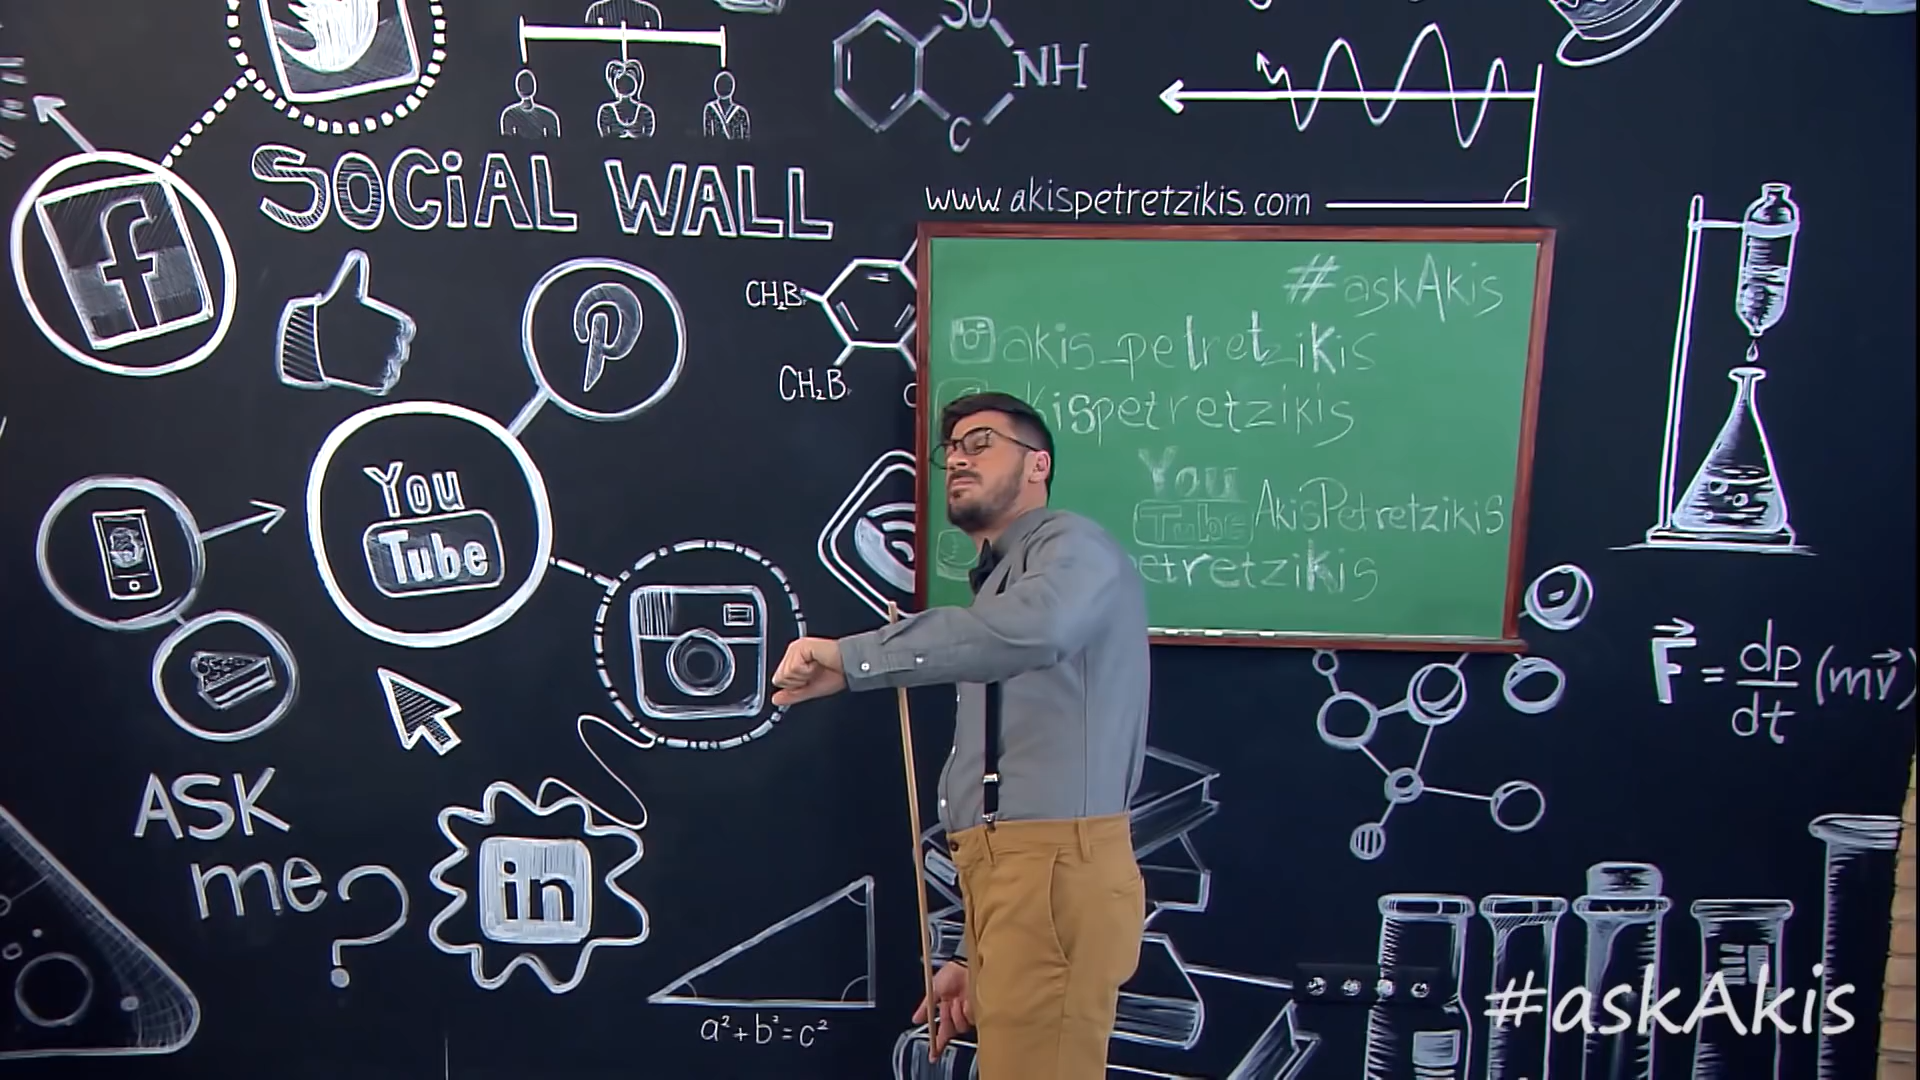 SOCIAL WALL
SO
NH
C
www.akispetretzikis.com
CH₂B
CH₂B
C
#askAkis
akis_petretzikis
kispetretzikis
You
Tube AkisPetretzikis
etretzikis
f
You
Tube
ASK
me?
in
a²+b²=c²
F = dp/dt (mv)
#askAkis